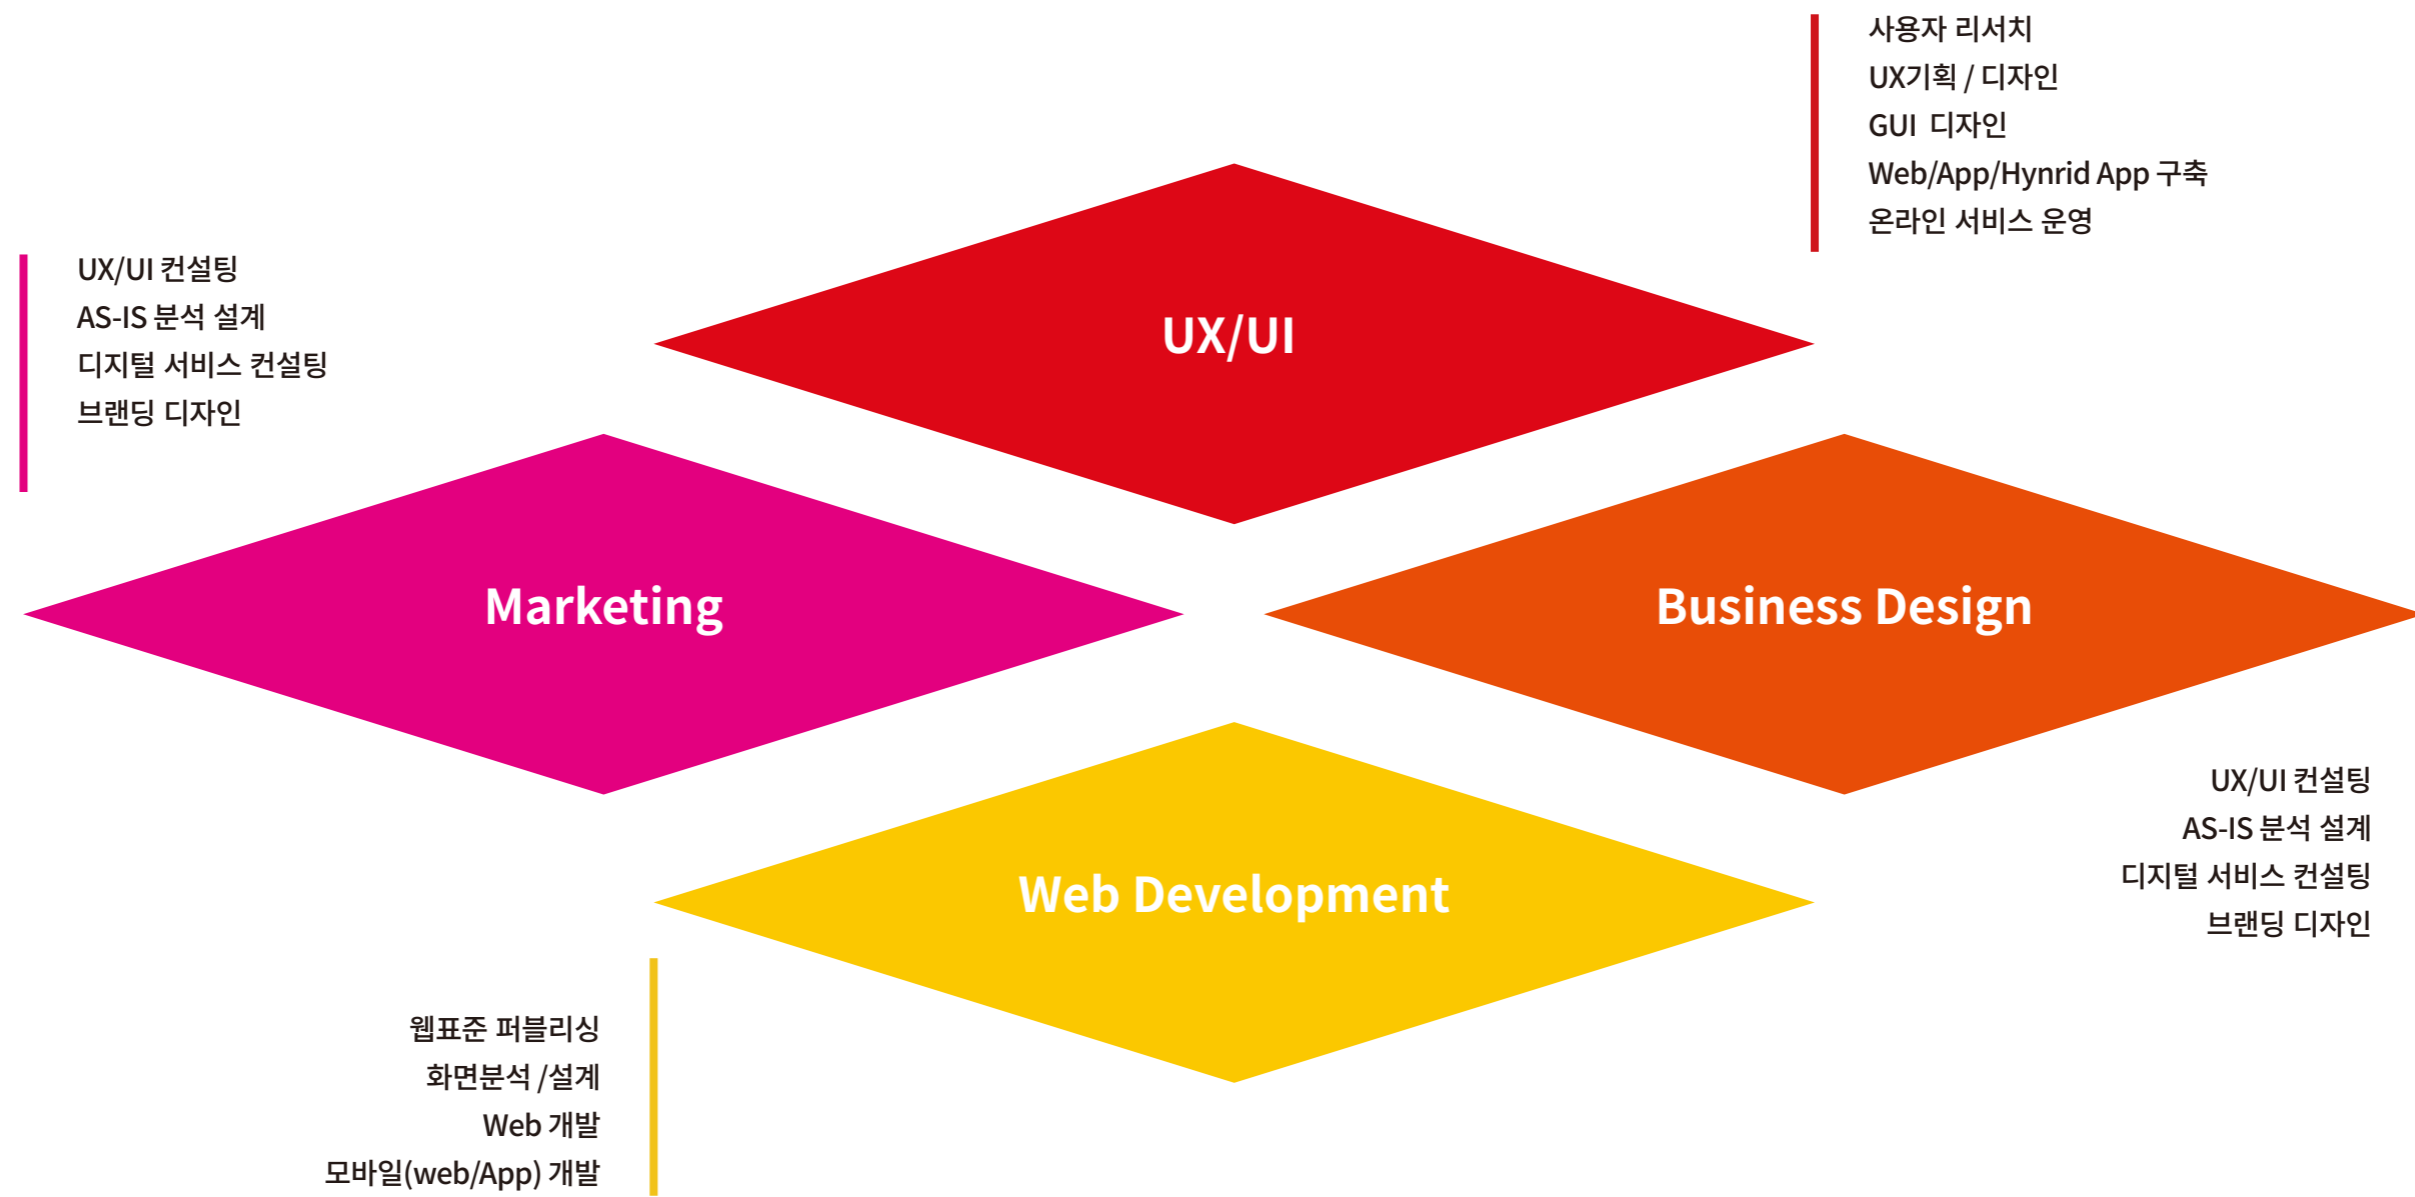 사용자 리서치
UX기획 / 디자인
GUI 디자인
Web/App/Hynrid App 구축
온라인 서비스 운영
UX/UI 컨설팅
AS-IS 분석 설계
디지털 서비스 컨설팅
브랜딩 디자인
UX/UI
Marketing
Business Design
Web Development
UX/UI 컨설팅
AS-IS 분석 설계
디지털 서비스 컨설팅
브랜딩 디자인
웹표준 퍼블리싱
화면분석 /설계
Web 개발
모바일(web/App) 개발